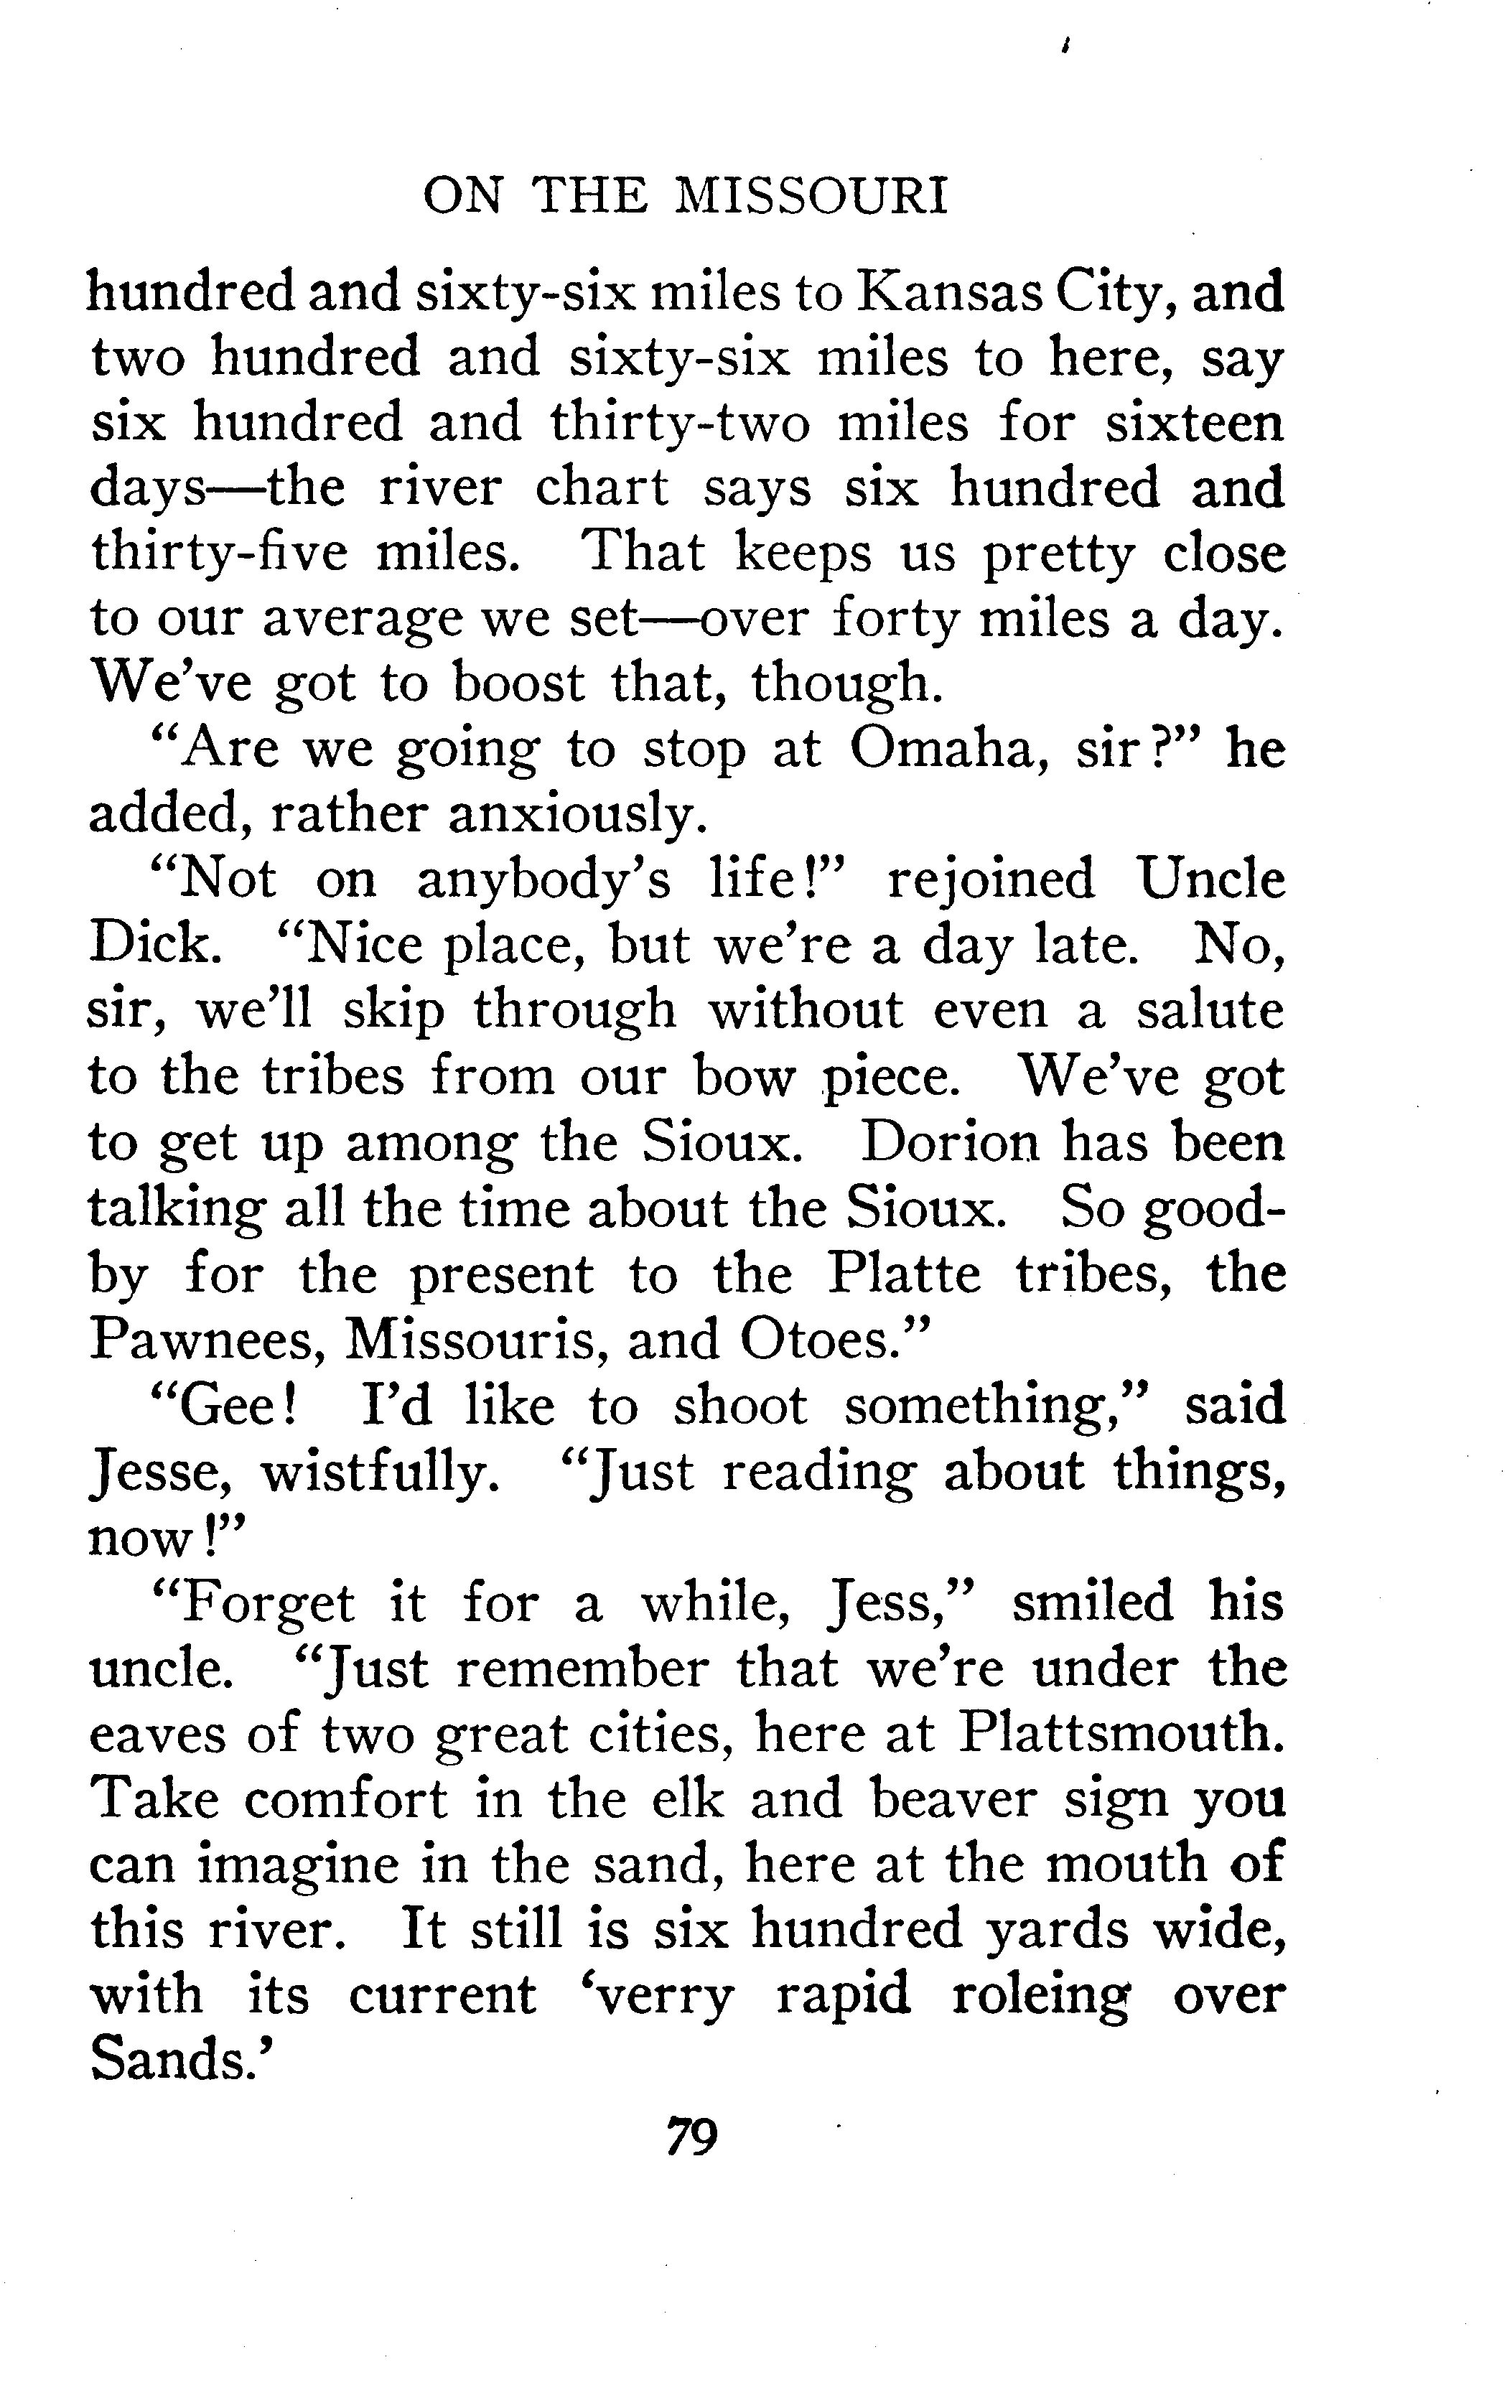 ON THE MISSOURI
hundred and sixty-six miles to Kansas City, and
two hundred and sixty-six miles to here, say
six hundred and thirty-two miles for sixteen
days—the river chart says six hundred and
thirty-five miles. That keeps us pretty close
to our average we set—over forty miles a day.
We've got to boost that, though.
"Are we going to stop at Omaha, sir?" he
added, rather anxiously.
"Not on anybody's life!" rejoined Uncle
Dick. "Nice place, but we're a day late. No,
sir, we'll skip through without even a salute
to the tribes from our bow piece. We've got
to get up among the Sioux. Dorion has been
talking all the time about the Sioux. So good-
by for the present to the Platte tribes, the
Pawnees, Missouris, and Otoes."
"Gee! I'd like to shoot something," said
Jesse, wistfully. "Just reading about things,
now!"
"Forget it for a while, Jess," smiled his
uncle. "Just remember that we're under the
eaves of two great cities, here at Plattsmouth.
Take comfort in the elk and beaver sign you
can imagine in the sand, here at the mouth of
this river. It still is six hundred yards wide,
with its current 'verry rapid roleing over
Sands.'
79